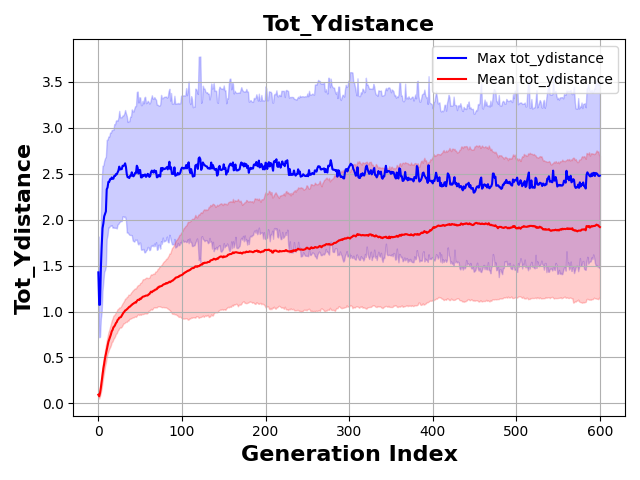 Tot_Ydistance
Max tot_ydistance
Mean tot_ydistance
Tot_Ydistance
3.5
3.0
2.5
2.0
1.5
1.0
0.5
0.0
0 100 200 300 400 500 600
Generation Index